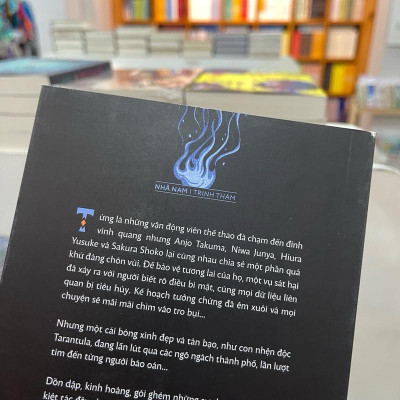 NHÃ NAM | TRINH THÁM
Từng là những vận động viên thể thao đã chạm đến đỉnh
vinh quang nhưng Anjo Takuma, Niwa Junya, Hiura
Yusuke và Sakura Shoko lại cùng nhau chia sẻ một phần quá
khứ đáng chôn vùi. Để bảo vệ tương lai của họ, một vụ sát hại
đã xảy ra với người biết rõ điều bí mật, cùng mọi dữ liệu liên
quan bị tiêu hủy. Kế hoạch tưởng chừng đã êm xuôi và mọi
chuyện sẽ mãi mãi chìm vào tro bụi...
Nhưng một cái bóng xinh đẹp và tàn bạo, như con nhện độc
Tarantula, đang lẩn lút qua các ngõ ngách thành phố, lần lượt
tìm đến từng người báo oán...
Dồn dập, kinh hoàng, gói ghém những
kiệt tác đầu